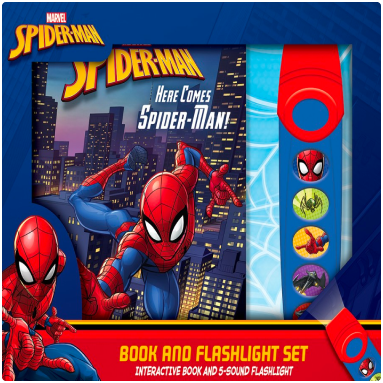 MARVEL
SPIDER-MAN
SPIDER-MAN
HERE COMES
SPIDER-MAN!
BOOK AND FLASHLIGHT SET
INTERACTIVE BOOK AND 5-SOUND FLASHLIGHT